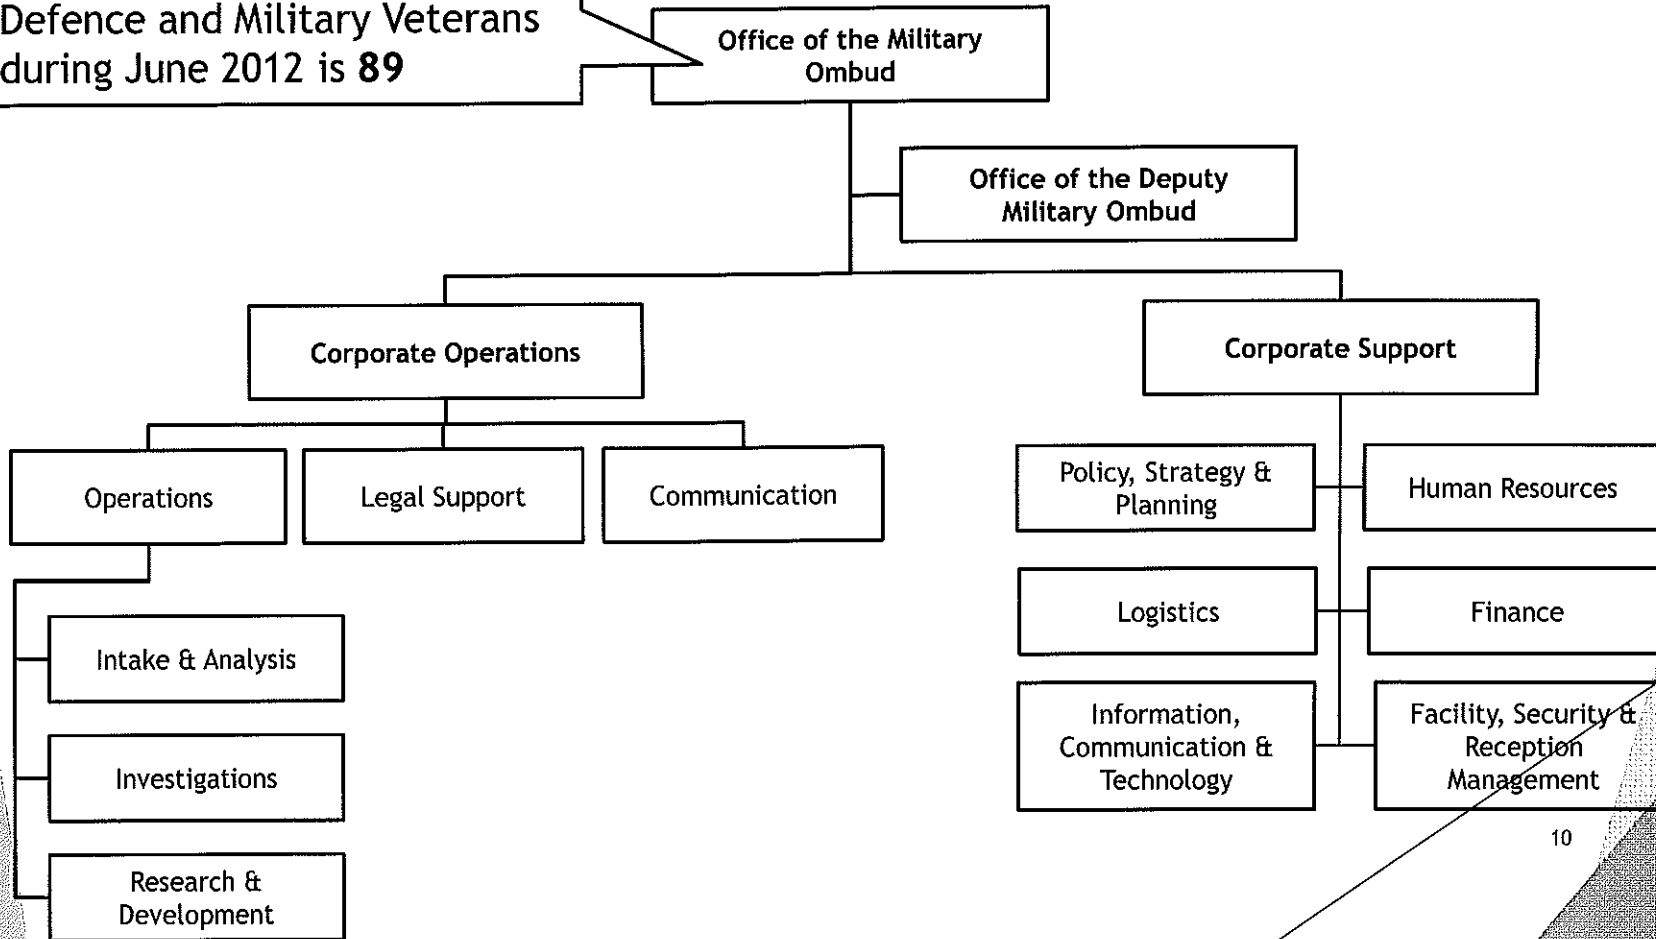 Defence and Military Veterans
during June 2012 is 89
Office of the Military
Ombud
Office of the Deputy
Military Ombud
Corporate Operations
Corporate Support
Operations
Legal Support
Communication
Policy, Strategy &
Planning
Human Resources
Logistics
Finance
Intake & Analysis
Information,
Communication &
Technology
Facility, Security &
Reception
Management
Investigations
Research &
Development
10